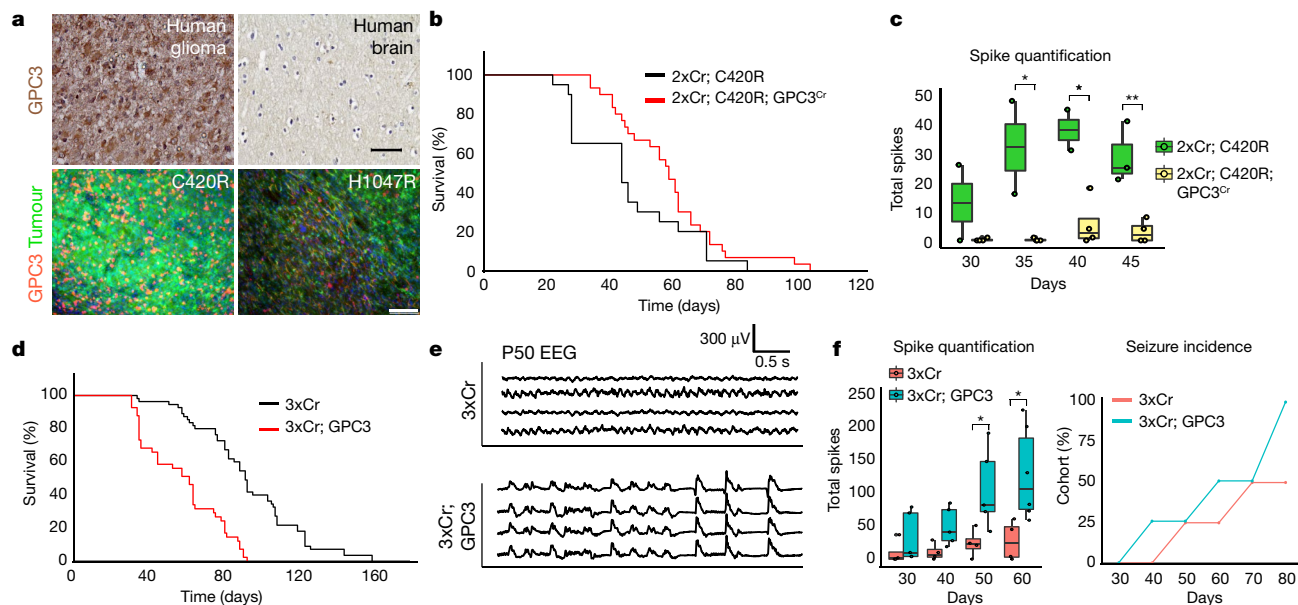 a
Human glioma
Human brain
GPC3
C420R
H1047R
GPC3 Tumour
b
2xCr; C420R
2xCr; C420R; GPC3Cr
Survival (%)
100
80
60
40
20
0
0 20 40 60 80 100 120
Time (days)
c
Spike quantification
* * **
Total spikes
50
40
30
20
10
0
30 35 40 45
Days
2xCr; C420R
2xCr; C420R;
GPC3Cr
d
3xCr
3xCr; GPC3
Survival (%)
100
80
60
40
20
0
0 40 80 120 160
Time (days)
e
P50 EEG
300 µV
0.5 s
3xCr
3xCr;
GPC3
f
Spike quantification
3xCr
3xCr; GPC3
* *
Total spikes
250
200
150
100
50
0
30 40 50 60
Days
Seizure incidence
3xCr
3xCr; GPC3
Cohort (%)
100
75
50
25
0
30 40 50 60 70 80
Days